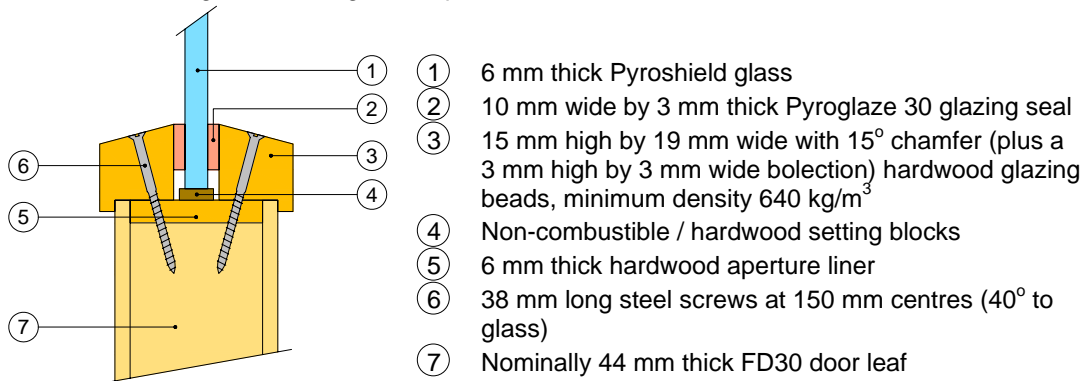 1 1 6 mm thick Pyroshield glass
2 2 10 mm wide by 3 mm thick Pyroglaze 30 glazing seal
3 3 15 mm high by 19 mm wide with 15° chamfer (plus a
3 mm high by 3 mm wide bolection) hardwood glazing
beads, minimum density 640 kg/m³
6
4 4 Non-combustible / hardwood setting blocks
5 5 6 mm thick hardwood aperture liner
6 38 mm long steel screws at 150 mm centres (40° to
glass)
7 7 Nominally 44 mm thick FD30 door leaf